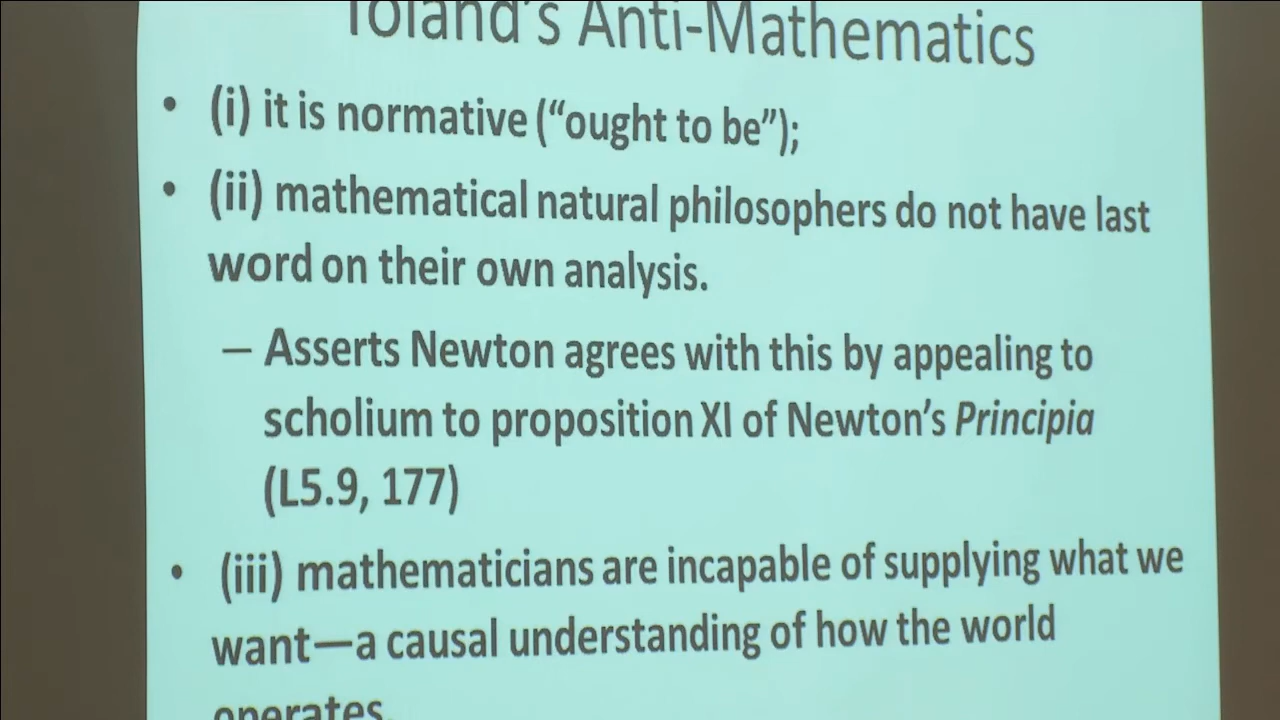 Toland's Anti-Mathematics
• (i) it is normative (“ought to be”);
• (ii) mathematical natural philosophers do not have last
word on their own analysis.
– Asserts Newton agrees with this by appealing to
scholium to proposition XI of Newton’s Principia
(L5.9, 177)
• (iii) mathematicians are incapable of supplying what we
want—a causal understanding of how the world
operates.